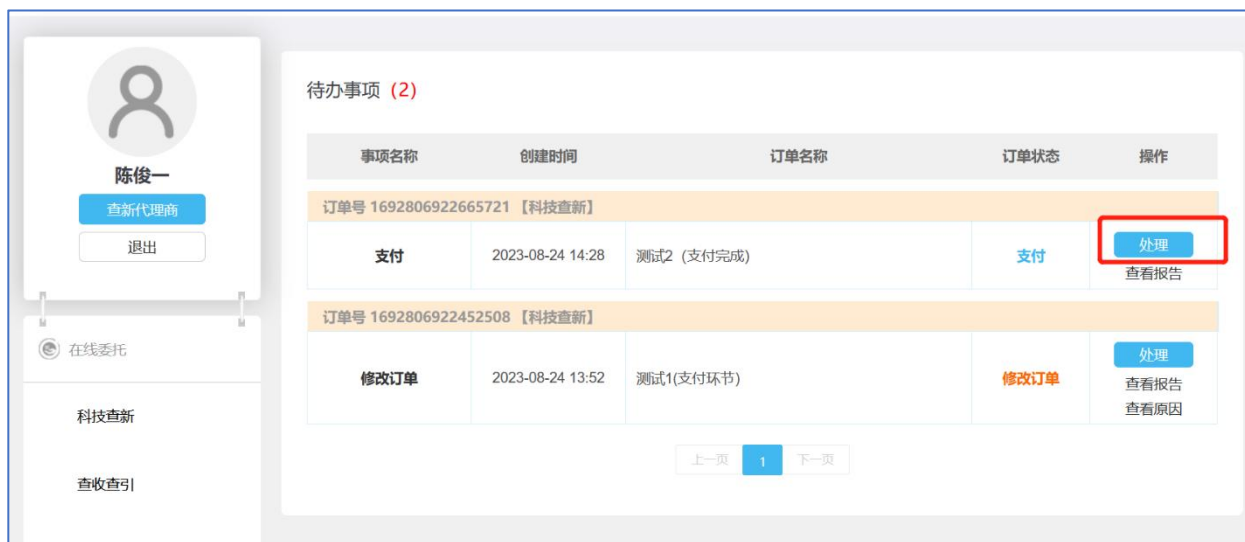 陈俊一
查新代理商
退出
在线委托
科技查新
查收查引
待办事项 (2)
事项名称 创建时间 订单名称 订单状态 操作
订单号 1692806922665721 【科技查新】
支付 2023-08-24 14:28 测试2 (支付完成) 支付 处理
查看报告
订单号 1692806922452508 【科技查新】
处理
修改订单 2023-08-24 13:52 测试1(支付环节) 修改订单 查看报告
查看原因
上一页 1 下一页